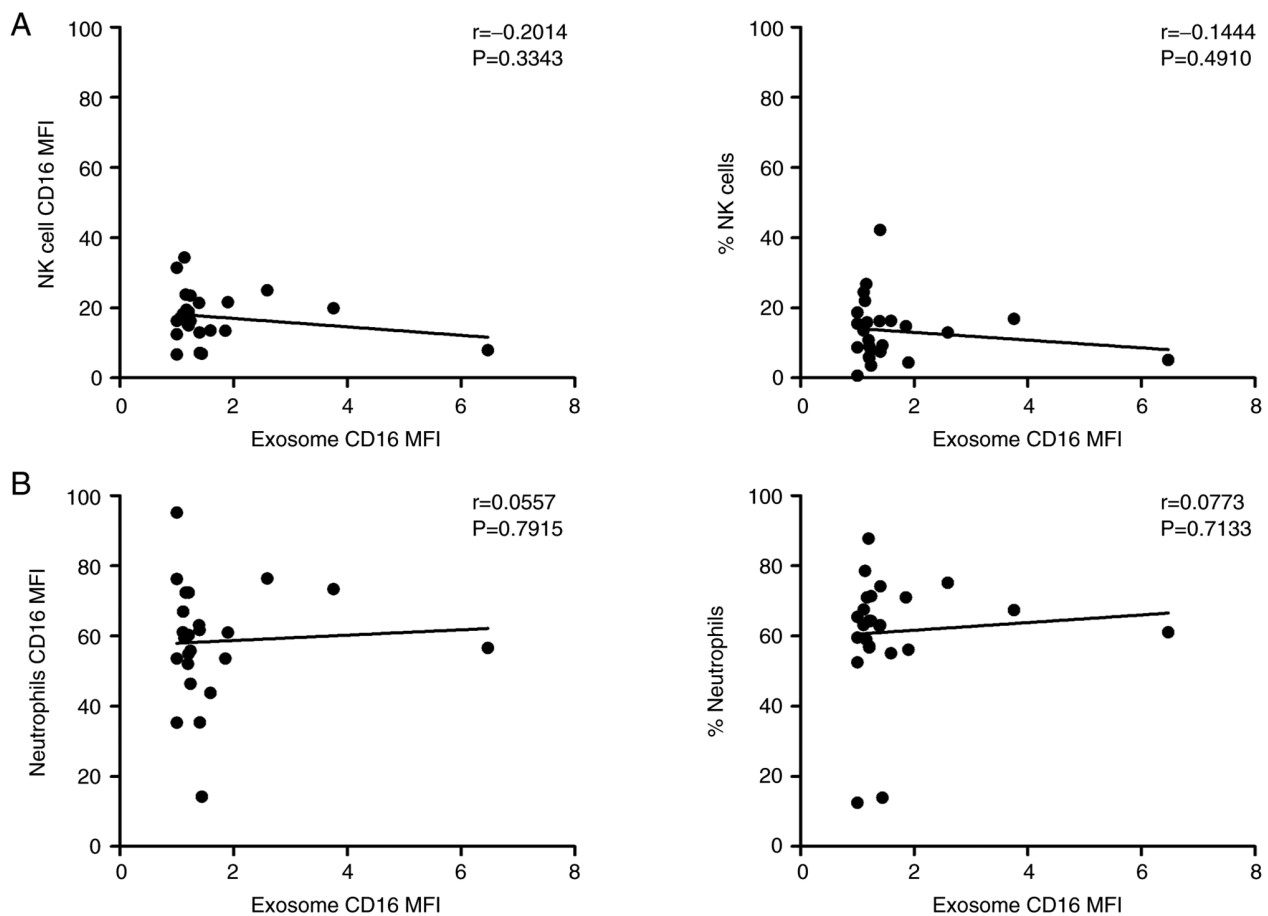 A
r=−0.2014
P=0.3343
NK cell CD16 MFI
100
80
60
40
20
0
0 2 4 6 8
Exosome CD16 MFI
r=−0.1444
P=0.4910
% NK cells
100
80
60
40
20
0
0 2 4 6 8
Exosome CD16 MFI
B
r=0.0557
P=0.7915
Neutrophils CD16 MFI
100
80
60
40
20
0
0 2 4 6 8
Exosome CD16 MFI
r=0.0773
P=0.7133
% Neutrophils
100
80
60
40
20
0
0 2 4 6 8
Exosome CD16 MFI